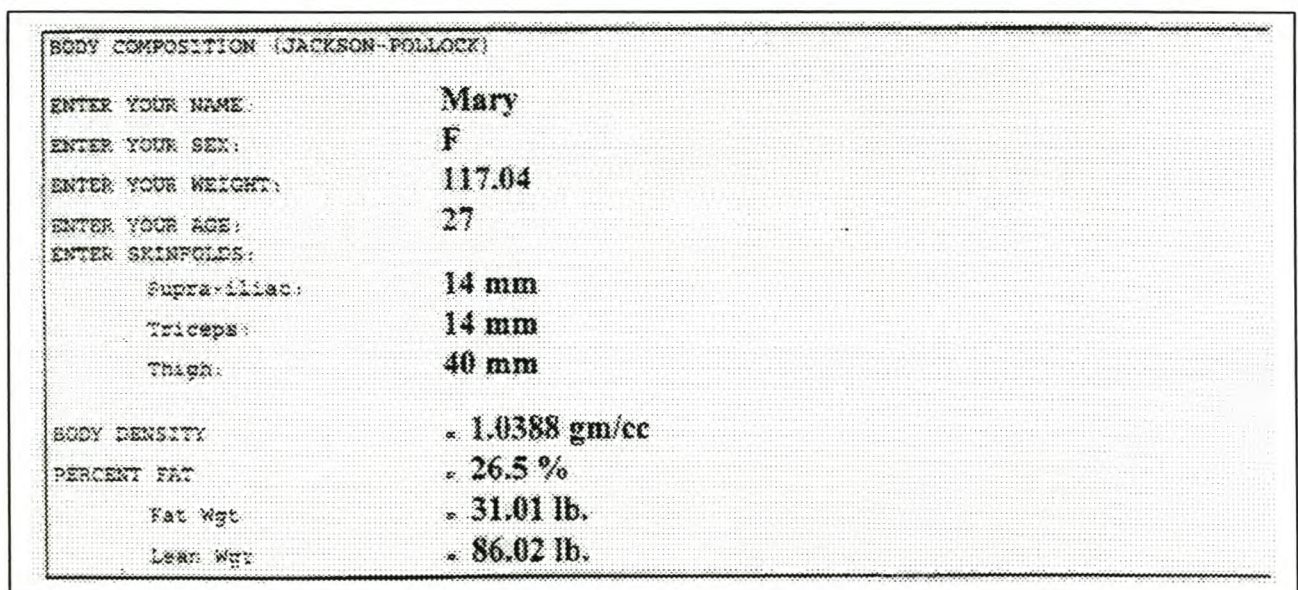 BODY COMPOSITION (JACKSON-POLLOCK)
ENTER YOUR NAME: Mary
ENTER YOUR SEX: F
ENTER YOUR WEIGHT: 117.04
ENTER YOUR AGE: 27
ENTER SKINFOLDS:
Supra-iliac: 14 mm
Triceps: 14 mm
Thigh: 40 mm
BODY DENSITY = 1.0388 gm/cc
PERCENT FAT = 26.5 %
Fat Wgt = 31.01 lb.
Lean Wgt = 86.02 lb.